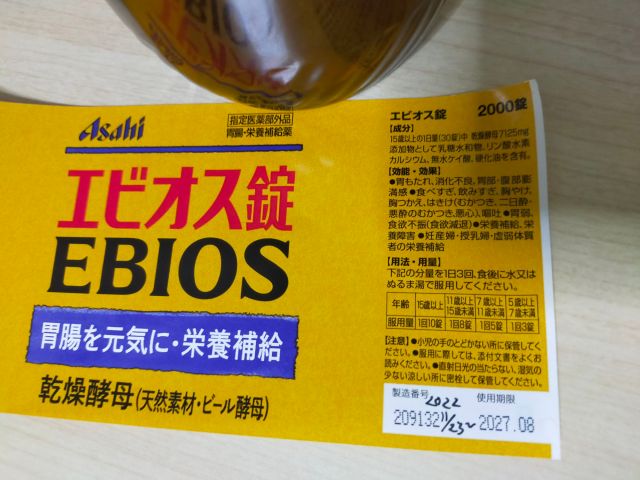 EBIOS
Asahi
指定医薬部外品
胃腸・栄養補給薬
エビオス錠
EBIOS
胃腸を元気に・栄養補給
乾燥酵母(天然素材・ビール酵母)
エビオス錠 2000錠
【成分】
15歳以上の1日量(30錠)中 乾燥酵母7125mg
添加物として乳糖水和物、リン酸水素
カルシウム、無水ケイ酸、硬化油を含有。
【効能・効果】
●胃もたれ、消化不良、胃部・腹部膨
満感●食べすぎ、飲みすぎ、胸やけ、
胸つかえ、はきけ(むかつき、二日酔・
悪酔のむかつき、悪心)、嘔吐●胃弱、
食欲不振(食欲減退)●栄養補給、栄
養障害●妊産婦・授乳婦・虚弱体質
者の栄養補給
【用法・用量】
下記の分量を1日3回、食後に水又は
ぬるま湯で服用してください。
年齢 15歳以上 11歳以上15歳未満 7歳以上11歳未満 5歳以上7歳未満
服用量 1回10錠 1回8錠 1回5錠 1回3錠
【注意】●小児の手のとどかない所に保管してく
ださい。●服用に際しては、添付文書をよくお
読みください。●直射日光の当たらない、湿気の
少ない涼しい所に密栓して保管してください。
製造番号 使用期限
2022
209132 11/23~ 2027.08